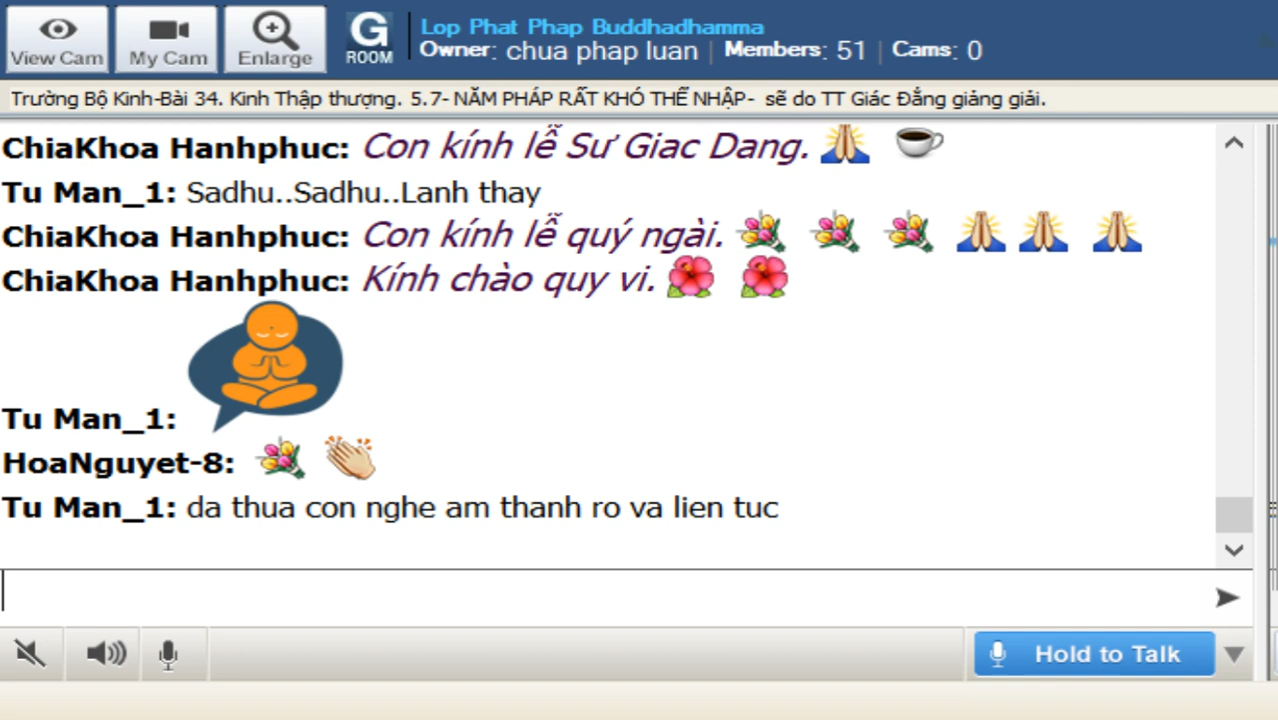 View Cam
My Cam
Enlarge
G
ROOM
Lop Phat Phap Buddhadhamma
Owner: chua phap luan | Members: 51 | Cams: 0
Trường Bộ Kinh-Bài 34. Kinh Thập thượng. 5.7- NĂM PHÁP RẤT KHÓ THỂ NHẬP- sẽ do TT Giác Đẳng giảng giải.
ChiaKhoa Hanhphuc: Con kính lễ Sư Giac Dang.
Tu Man_1: Sadhu..Sadhu..Lanh thay
ChiaKhoa Hanhphuc: Con kính lễ quý ngài.
ChiaKhoa Hanhphuc: Kính chào quy vi.
Tu Man_1:
HoaNguyet-8:
Tu Man_1: da thua con nghe am thanh ro va lien tuc
Hold to Talk